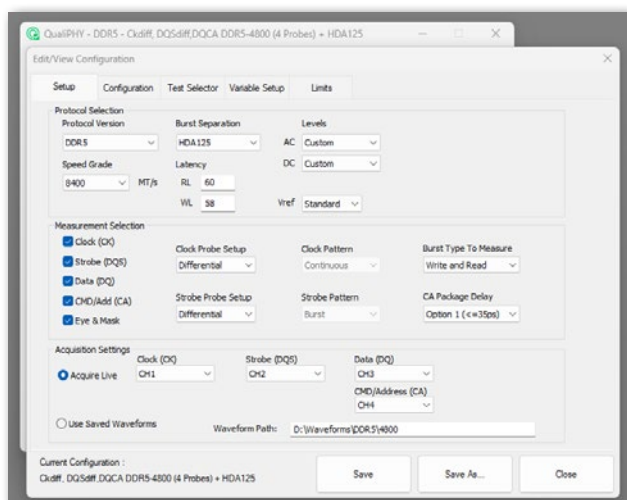 QualiPHY - DDR5 - Ckdiff, DQSdiff,DQCA DDR5-4800 (4 Probes) + HDA125
Edit/View Configuration
Setup Configuration Test Selector Variable Setup Limits
Protocol Selection
Protocol Version Burst Separation Levels
DDR5 HDA125 AC Custom
Speed Grade Latency DC Custom
8400 MT/s RL 60
WL 58 Vref Standard
Measurement Selection
Clock (CK) Clock Probe Setup Clock Pattern Burst Type To Measure
Strobe (DQS) Differential Continuous Write and Read
Data (DQ)
CMD/Add (CA) Strobe Probe Setup Strobe Pattern CA Package Delay
Eye & Mask Differential Burst Option 1 (<=35ps)
Acquisition Settings
Clock (CK) Strobe (DQS) Data (DQ)
Acquire Live CH1 CH2 CH3
CMD/Address (CA)
CH4
Use Saved Waveforms Waveform Path: D:\Waveforms\DDR5\4800
Current Configuration :
Ckdiff, DQSdiff,DQCA DDR5-4800 (4 Probes) + HDA125
Save Save As... Close